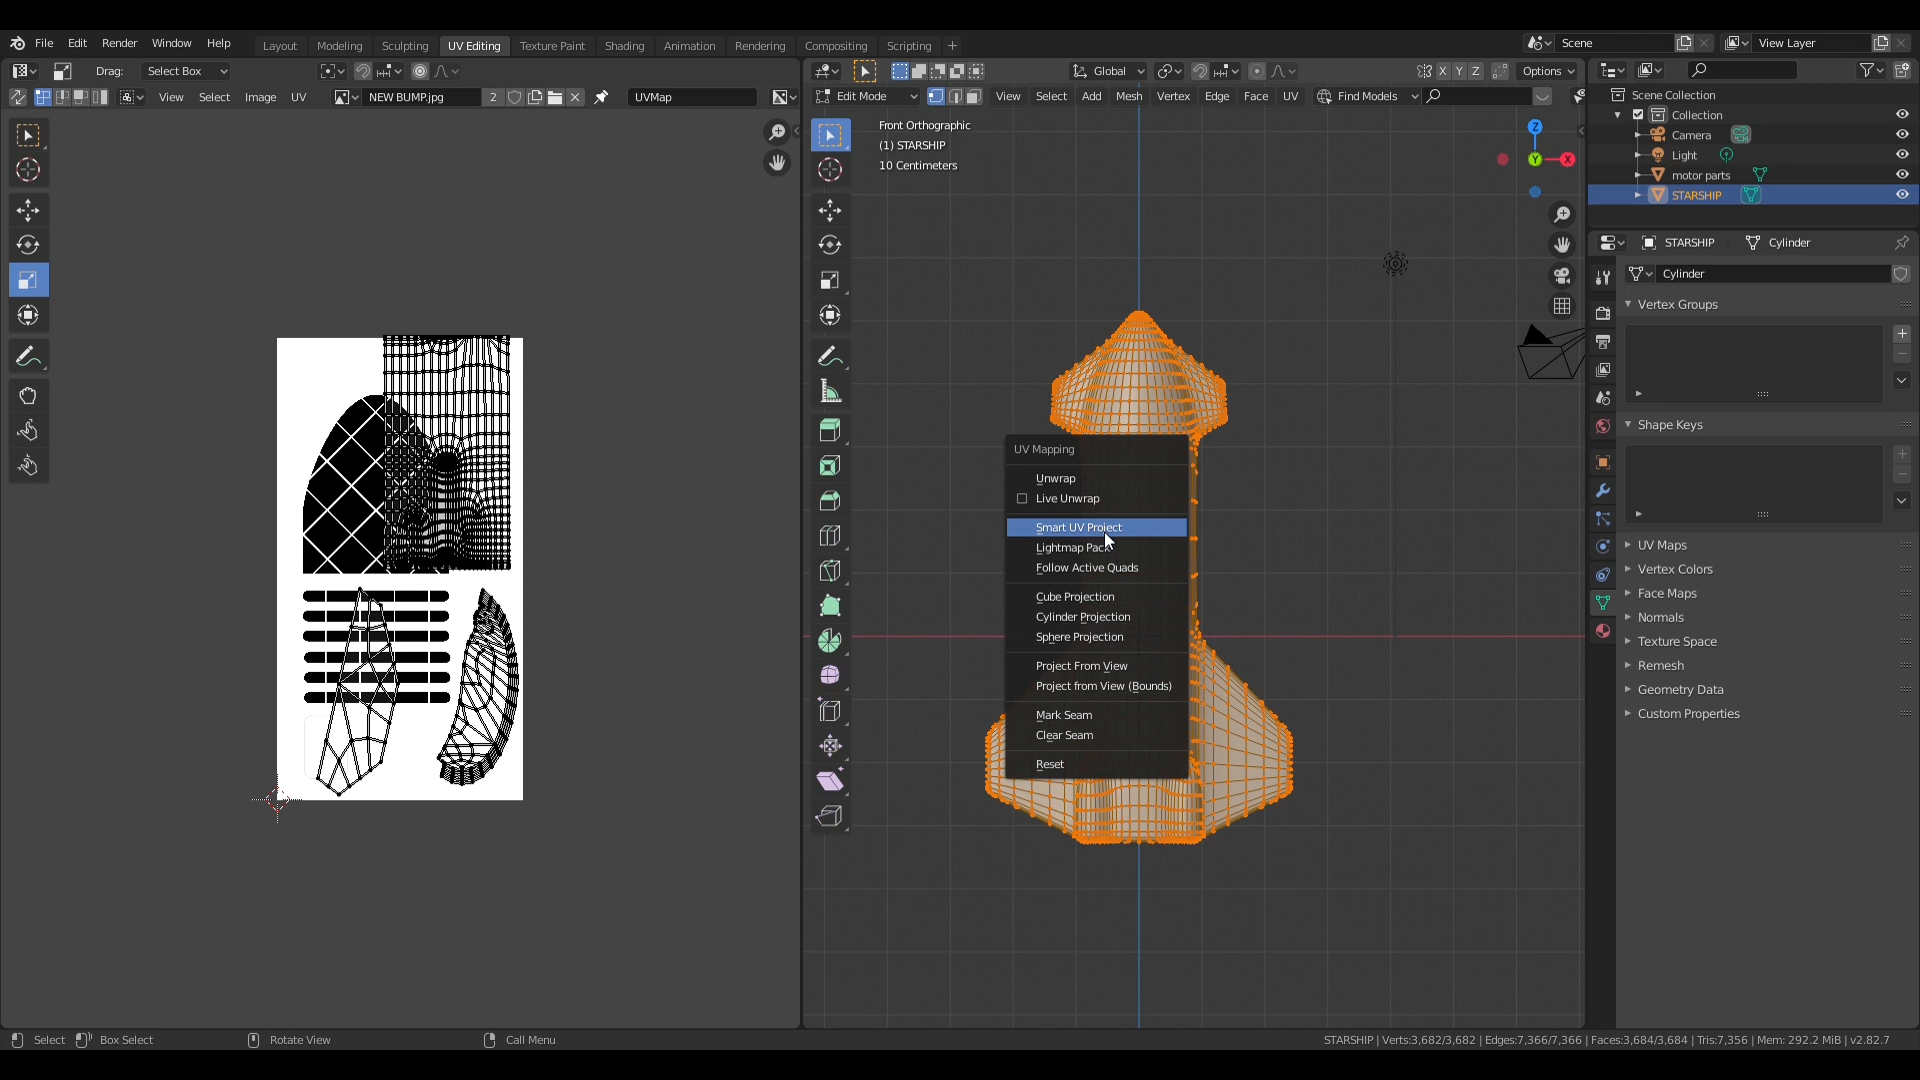 File Edit Render Window Help
Layout Modeling Sculpting UV Editing Texture Paint Shading Animation Rendering Compositing Scripting +
Scene
View Layer
Drag: Select Box
Global
X Y Z
Options
View Select Image UV
NEW BUMP.jpg 2
UVMap
Edit Mode
View Select Add Mesh Vertex Edge Face UV
Find Models
Scene Collection
Collection
Camera
Light
motor parts
STARSHIP
Front Orthographic
(1) STARSHIP
10 Centimeters
Z
Y
X
STARSHIP Cylinder
Cylinder
Vertex Groups
Shape Keys
UV Maps
Vertex Colors
Face Maps
Normals
Texture Space
Remesh
Geometry Data
Custom Properties
UV Mapping
Unwrap
Live Unwrap
Smart UV Project
Lightmap Pack
Follow Active Quads
Cube Projection
Cylinder Projection
Sphere Projection
Project From View
Project from View (Bounds)
Mark Seam
Clear Seam
Reset
Select Box Select Rotate View Call Menu
STARSHIP | Verts:3,682/3,682 | Edges:7,366/7,366 | Faces:3,684/3,684 | Tris:7,356 | Mem: 292.2 MiB | v2.82.7